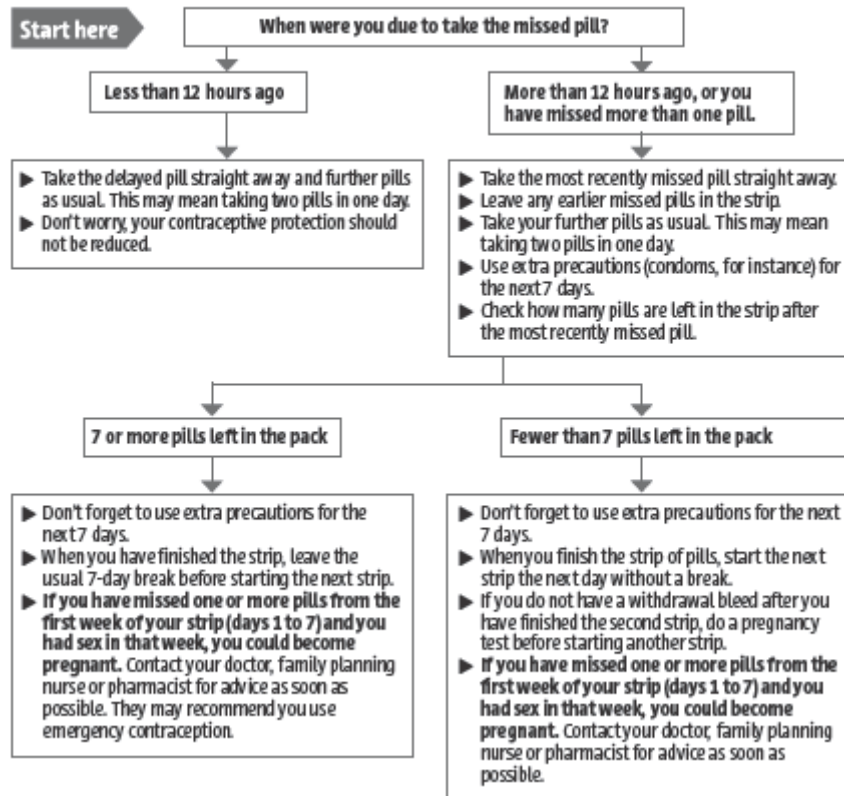 Start here
When were you due to take the missed pill?
Less than 12 hours ago
More than 12 hours ago, or you
have missed more than one pill.
▶ Take the delayed pill straight away and further pills
as usual. This may mean taking two pills in one day.
▶ Don't worry, your contraceptive protection should
not be reduced.
▶ Take the most recently missed pill straight away.
▶ Leave any earlier missed pills in the strip.
▶ Take your further pills as usual. This may mean
taking two pills in one day.
▶ Use extra precautions (condoms, for instance) for
the next 7 days.
▶ Check how many pills are left in the strip after
the most recently missed pill.
7 or more pills left in the pack
Fewer than 7 pills left in the pack
▶ Don't forget to use extra precautions for the
next 7 days.
▶ When you have finished the strip, leave the
usual 7-day break before starting the next strip.
▶ If you have missed one or more pills from the
first week of your strip (days 1 to 7) and you
had sex in that week, you could become
pregnant. Contact your doctor, family planning
nurse or pharmacist for advice as soon as
possible. They may recommend you use
emergency contraception.
▶ Don't forget to use extra precautions for the next
7 days.
▶ When you finish the strip of pills, start the next
strip the next day without a break.
▶ If you do not have a withdrawal bleed after you
have finished the second strip, do a pregnancy
test before starting another strip.
▶ If you have missed one or more pills from the
first week of your strip (days 1 to 7) and you
had sex in that week, you could become
pregnant. Contact your doctor, family planning
nurse or pharmacist for advice as soon as
possible.